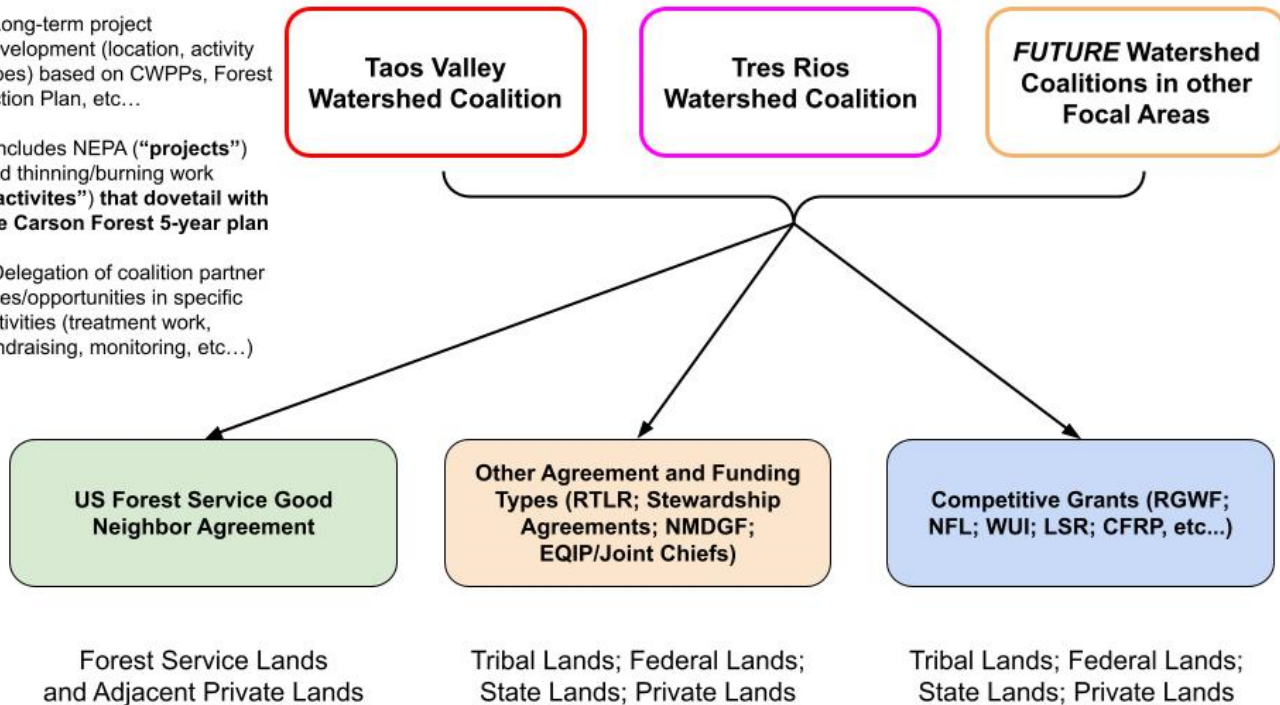 ong-term project
velopment (location, activity
es) based on CWPPs, Forest
tion Plan, etc…
ncludes NEPA (“projects”)
d thinning/burning work
activites”) that dovetail with
e Carson Forest 5-year plan
Delegation of coalition partner
es/opportunities in specific
tivities (treatment work,
ndraising, monitoring, etc…)
Taos Valley
Watershed Coalition
Tres Rios
Watershed Coalition
FUTURE Watershed
Coalitions in other
Focal Areas
US Forest Service Good
Neighbor Agreement
Other Agreement and Funding
Types (RTLR; Stewardship
Agreements; NMDGF;
EQIP/Joint Chiefs)
Competitive Grants (RGWF;
NFL; WUI; LSR; CFRP, etc...)
Forest Service Lands
and Adjacent Private Lands
Tribal Lands; Federal Lands;
State Lands; Private Lands
Tribal Lands; Federal Lands;
State Lands; Private Lands